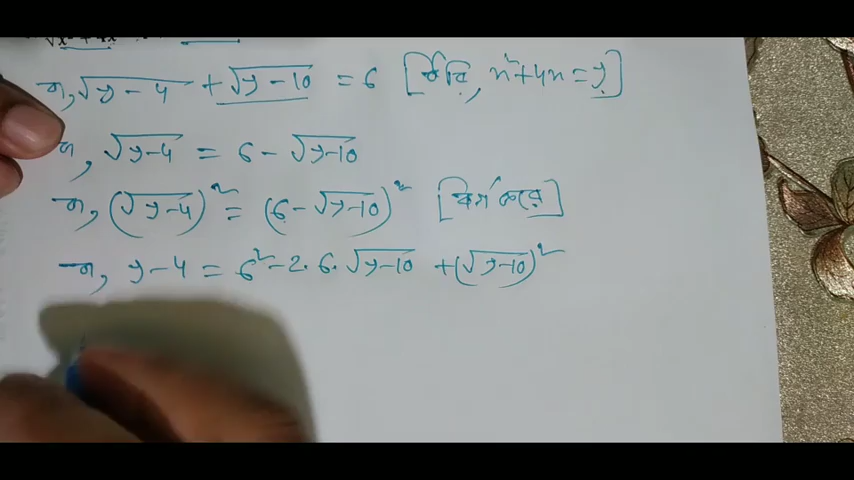 বা, √y-4 + √y-10 = 6 [ধরি, x²+4x = y]
বা, √y-4 = 6 - √y-10
বা, (√y-4)² = (6 - √y-10)² [বর্গ করে]
বা, y-4 = 6² - 2·6·√y-10 + (√y-10)²